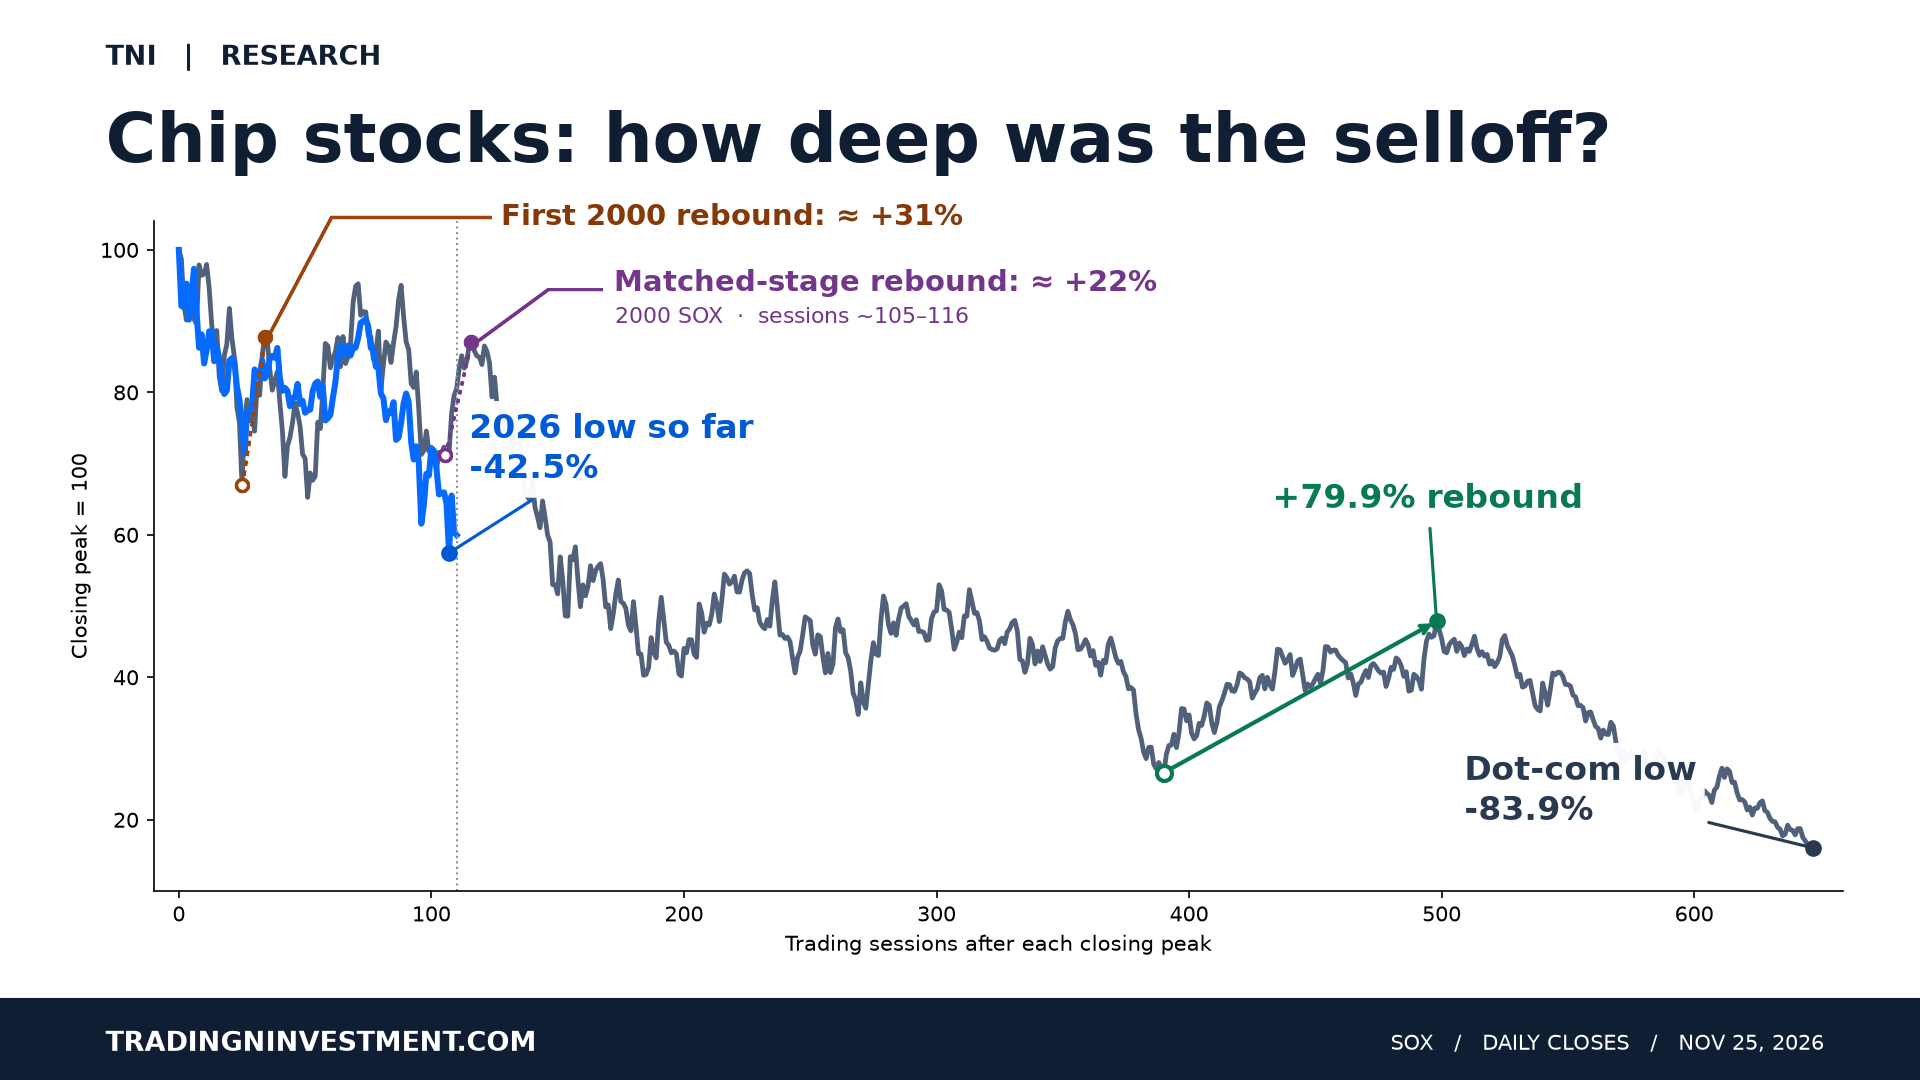 TNI | RESEARCH
Chip stocks: how deep was the selloff?
First 2000 rebound: ≈ +31%
Matched-stage rebound: ≈ +22%
2000 SOX · sessions ~105–116
2026 low so far
-42.5%
+79.9% rebound
Dot-com low
-83.9%
Closing peak = 100
100
80
60
40
20
0 100 200 300 400 500 600
Trading sessions after each closing peak
TRADINGNINVESTMENT.COM
SOX / DAILY CLOSES / NOV 25, 2026